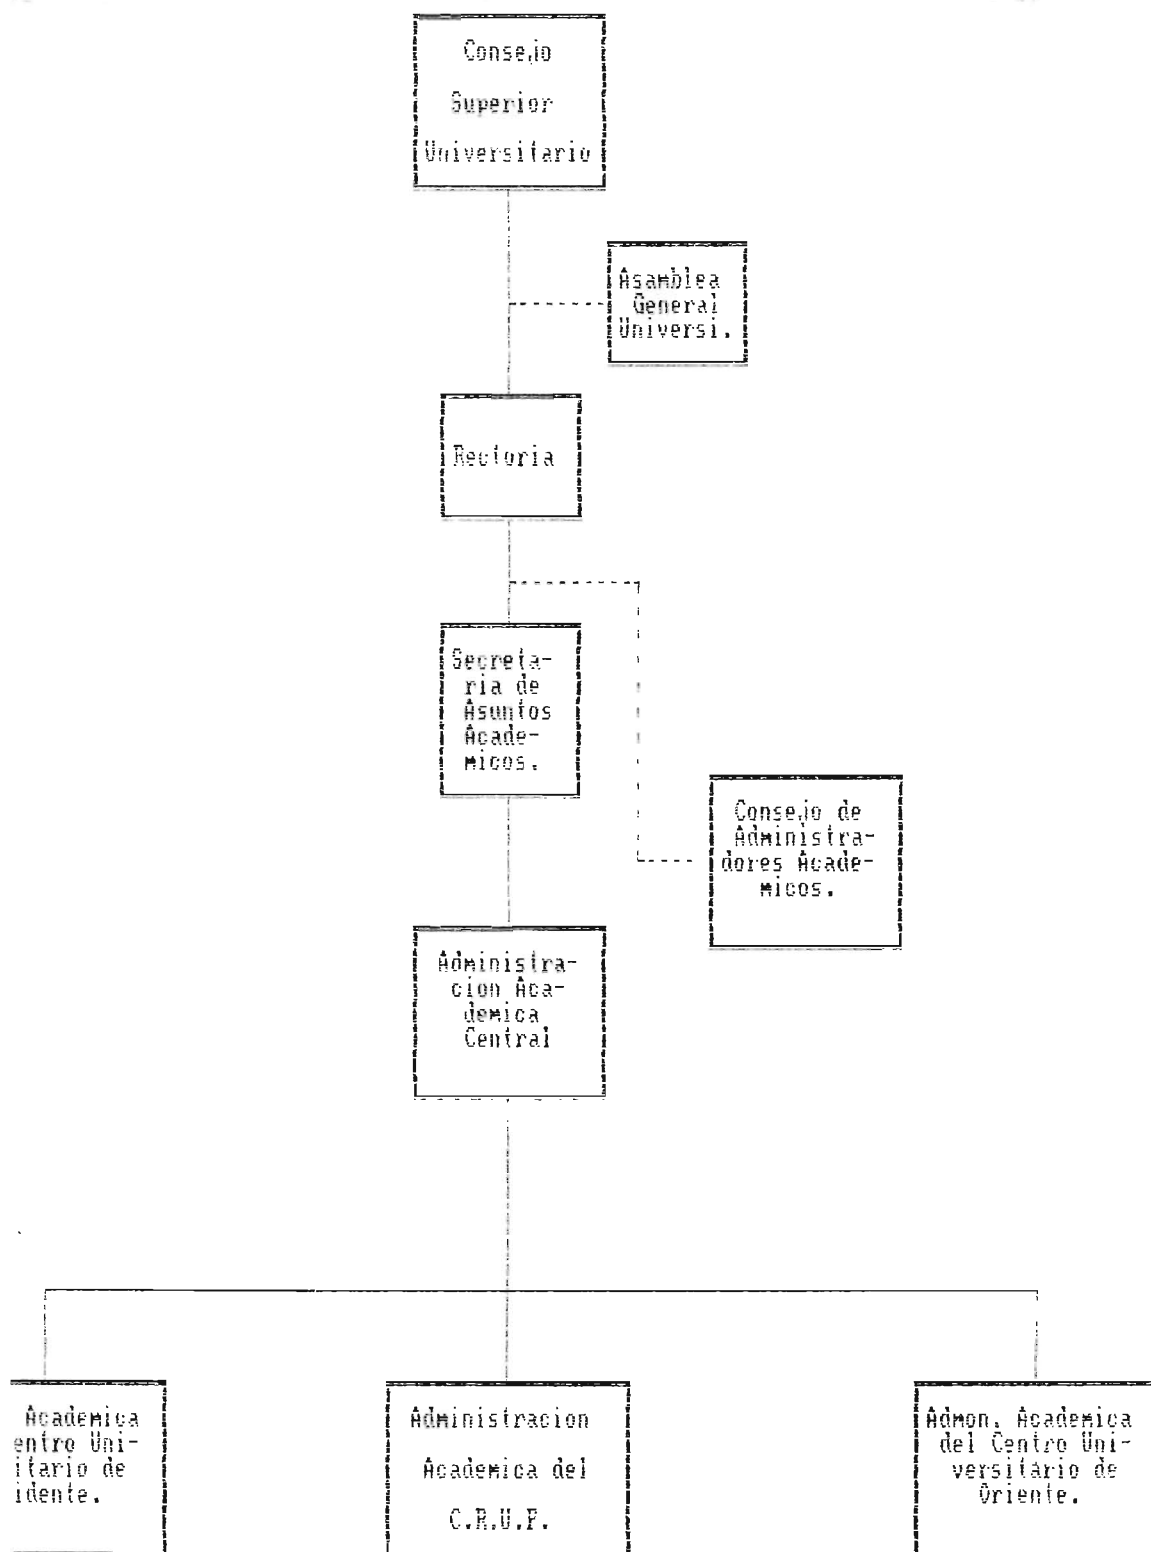 Consejo
Superior
Universitario
Asamblea
General
Universi.
Rectoria
Secreta-
ria de
Asuntos
Acade-
micos.
Consejo de
Administra-
dores Acade-
micos.
Administra-
cion Aca-
demica
Central
Academica
entro Uni-
itario de
idente.
Administracion
Academica del
C.R.U.P.
Admon. Academica
del Centro Uni-
versitario de
Oriente.